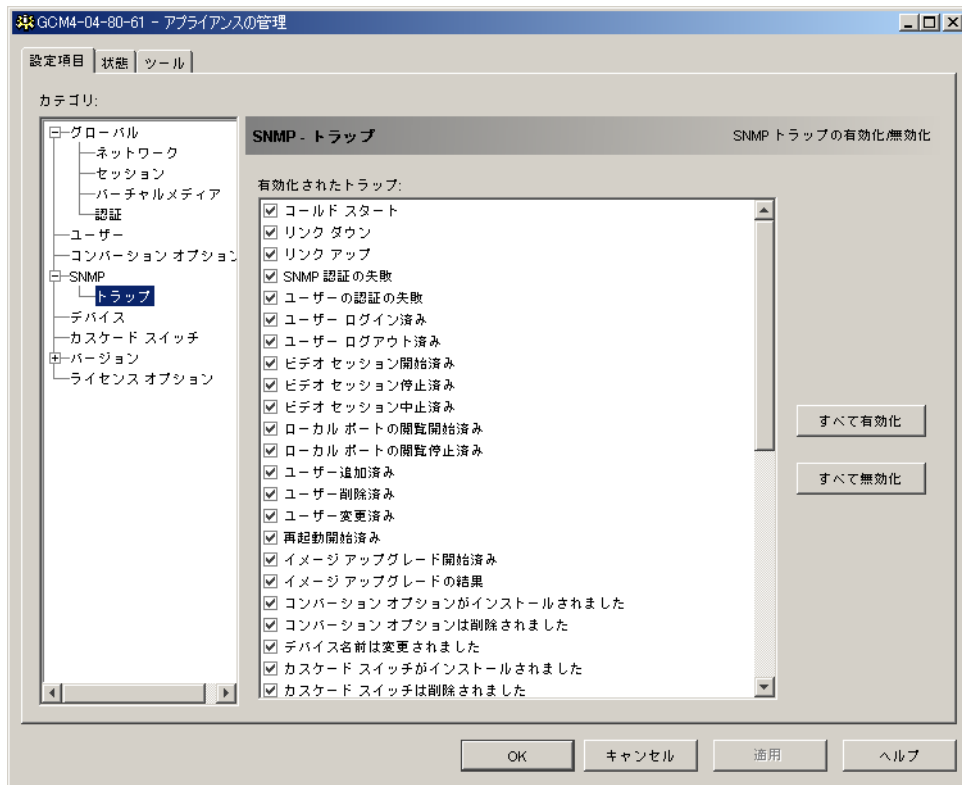 GCM4-04-80-61 - アプライアンスの管理
設定項目 状態 ツール
カテゴリ:
グローバル
ネットワーク
セッション
バーチャルメディア
認証
ユーザー
コンバーション オプション
SNMP
トラップ
デバイス
カスケード スイッチ
バージョン
ライセンス オプション
SNMP - トラップ SNMP トラップの有効化/無効化
有効化されたトラップ:
コールド スタート
リンク ダウン
リンク アップ
SNMP 認証の失敗
ユーザーの認証の失敗
ユーザー ログイン済み
ユーザー ログアウト済み
ビデオ セッション開始済み
ビデオ セッション停止済み
ビデオ セッション中止済み
ローカル ポートの閲覧開始済み
ローカル ポートの閲覧停止済み
ユーザー追加済み
ユーザー削除済み
ユーザー変更済み
再起動開始済み
イメージ アップグレード開始済み
イメージ アップグレードの結果
コンバーション オプションがインストールされました
コンバーション オプションは削除されました
デバイス名前は変更されました
カスケード スイッチがインストールされました
カスケード スイッチは削除されました
すべて有効化
すべて無効化
OK キャンセル 適用 ヘルプ